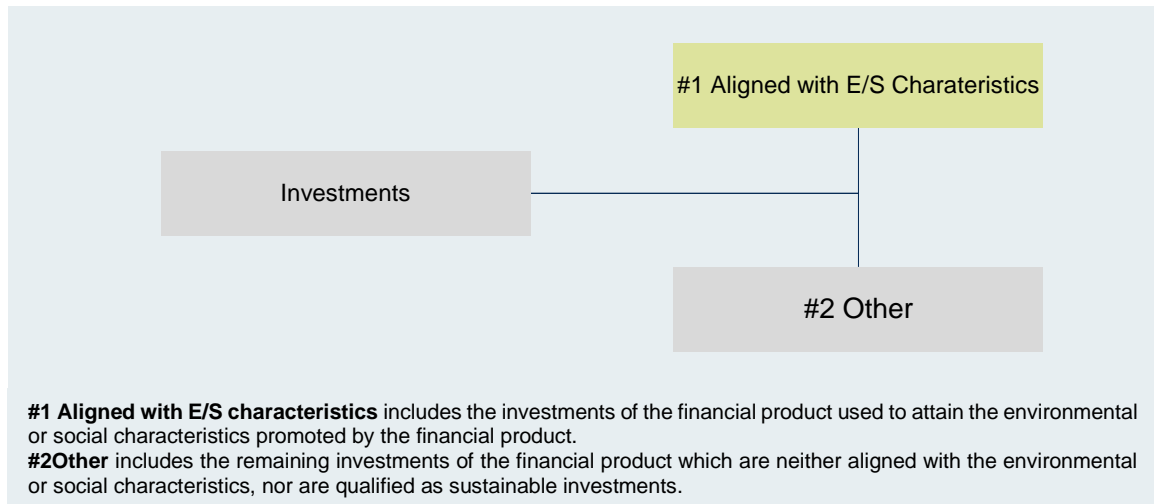 #1 Aligned with E/S Charateristics
Investments
#2 Other
#1 Aligned with E/S characteristics includes the investments of the financial product used to attain the environmental
or social characteristics promoted by the financial product.
#2Other includes the remaining investments of the financial product which are neither aligned with the environmental
or social characteristics, nor are qualified as sustainable investments.